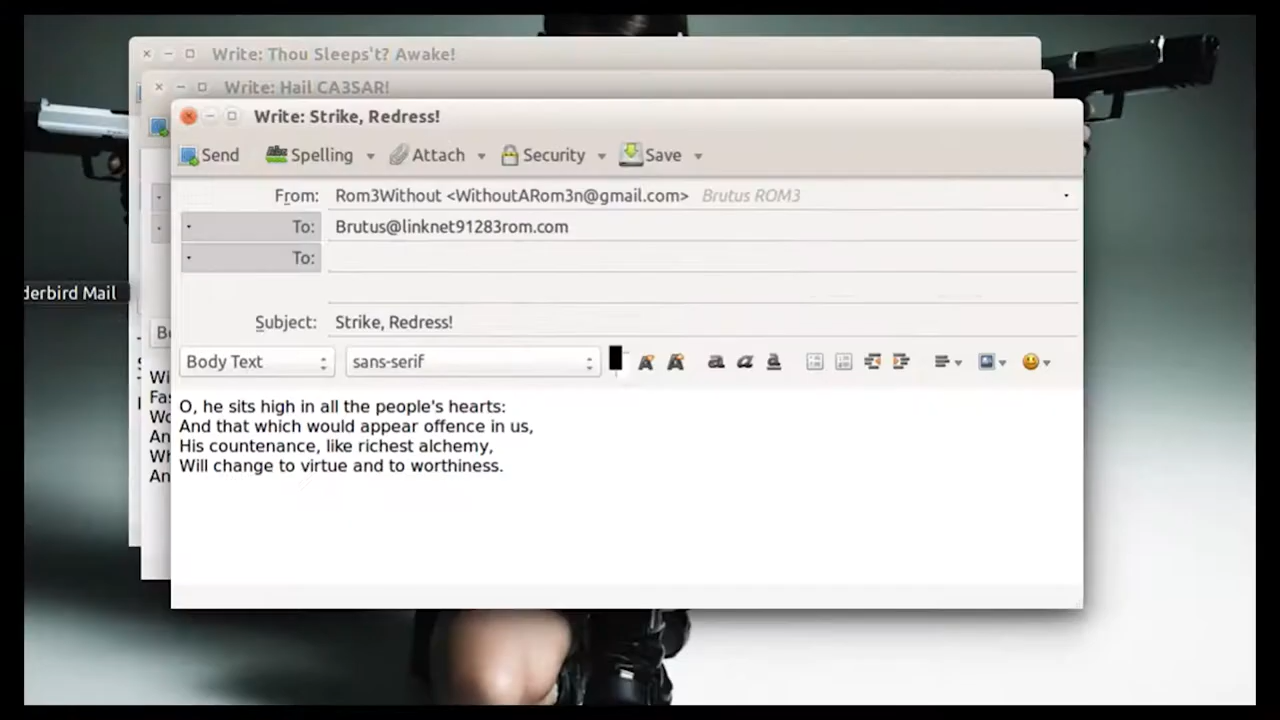 Write: Thou Sleeps't? Awake!
Write: Hail CA3SAR!
Write: Strike, Redress!
Send Spelling Attach Security Save
From: Rom3Without <WithoutARom3n@gmail.com> Brutus ROM3
To: Brutus@linknet91283rom.com
To:
derbird Mail
Subject: Strike, Redress!
Body Text sans-serif
O, he sits high in all the people's hearts:
And that which would appear offence in us,
His countenance, like richest alchemy,
Will change to virtue and to worthiness.